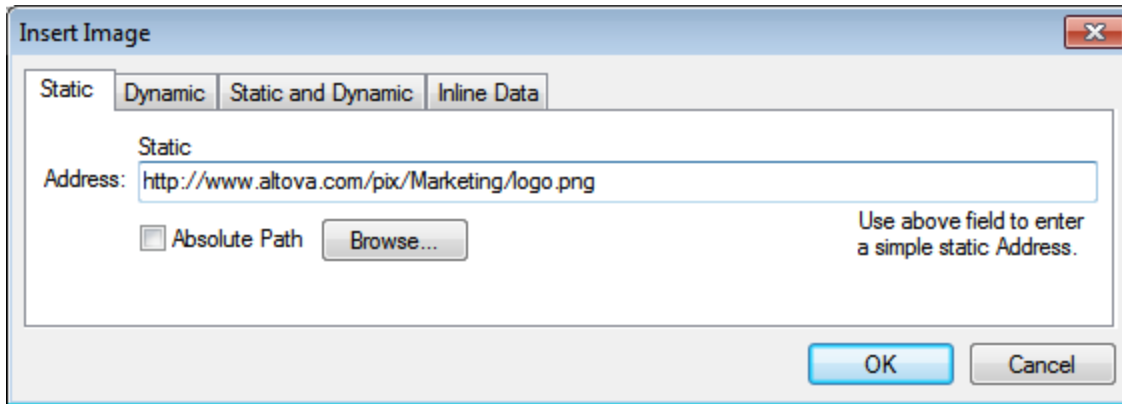 Insert Image
Static Dynamic Static and Dynamic Inline Data
Static
Address: http://www.altova.com/pix/Marketing/logo.png
Absolute Path Browse... Use above field to enter
a simple static Address.
OK Cancel